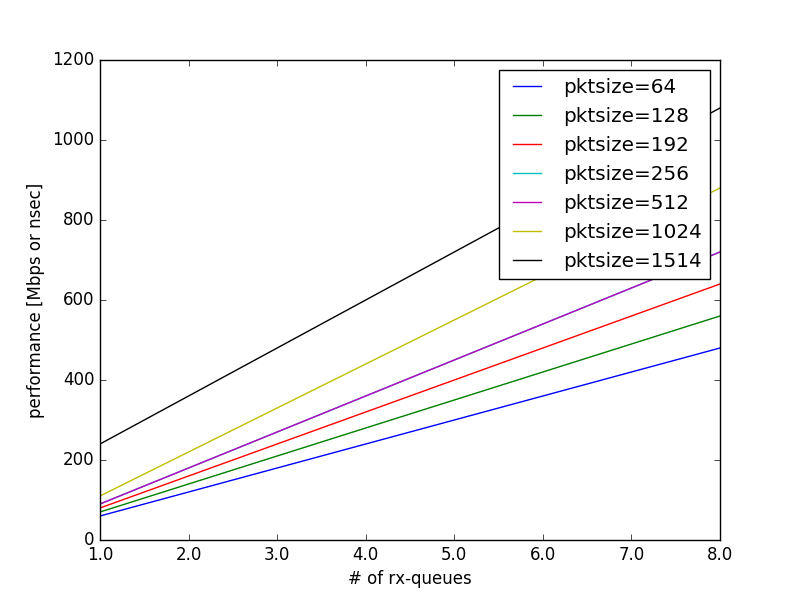 1200
1000
800
600
400
200
0
performance [Mbps or nsec]
pktsize=64
pktsize=128
pktsize=192
pktsize=256
pktsize=512
pktsize=1024
pktsize=1514
1.0 2.0 3.0 4.0 5.0 6.0 7.0 8.0
# of rx-queues